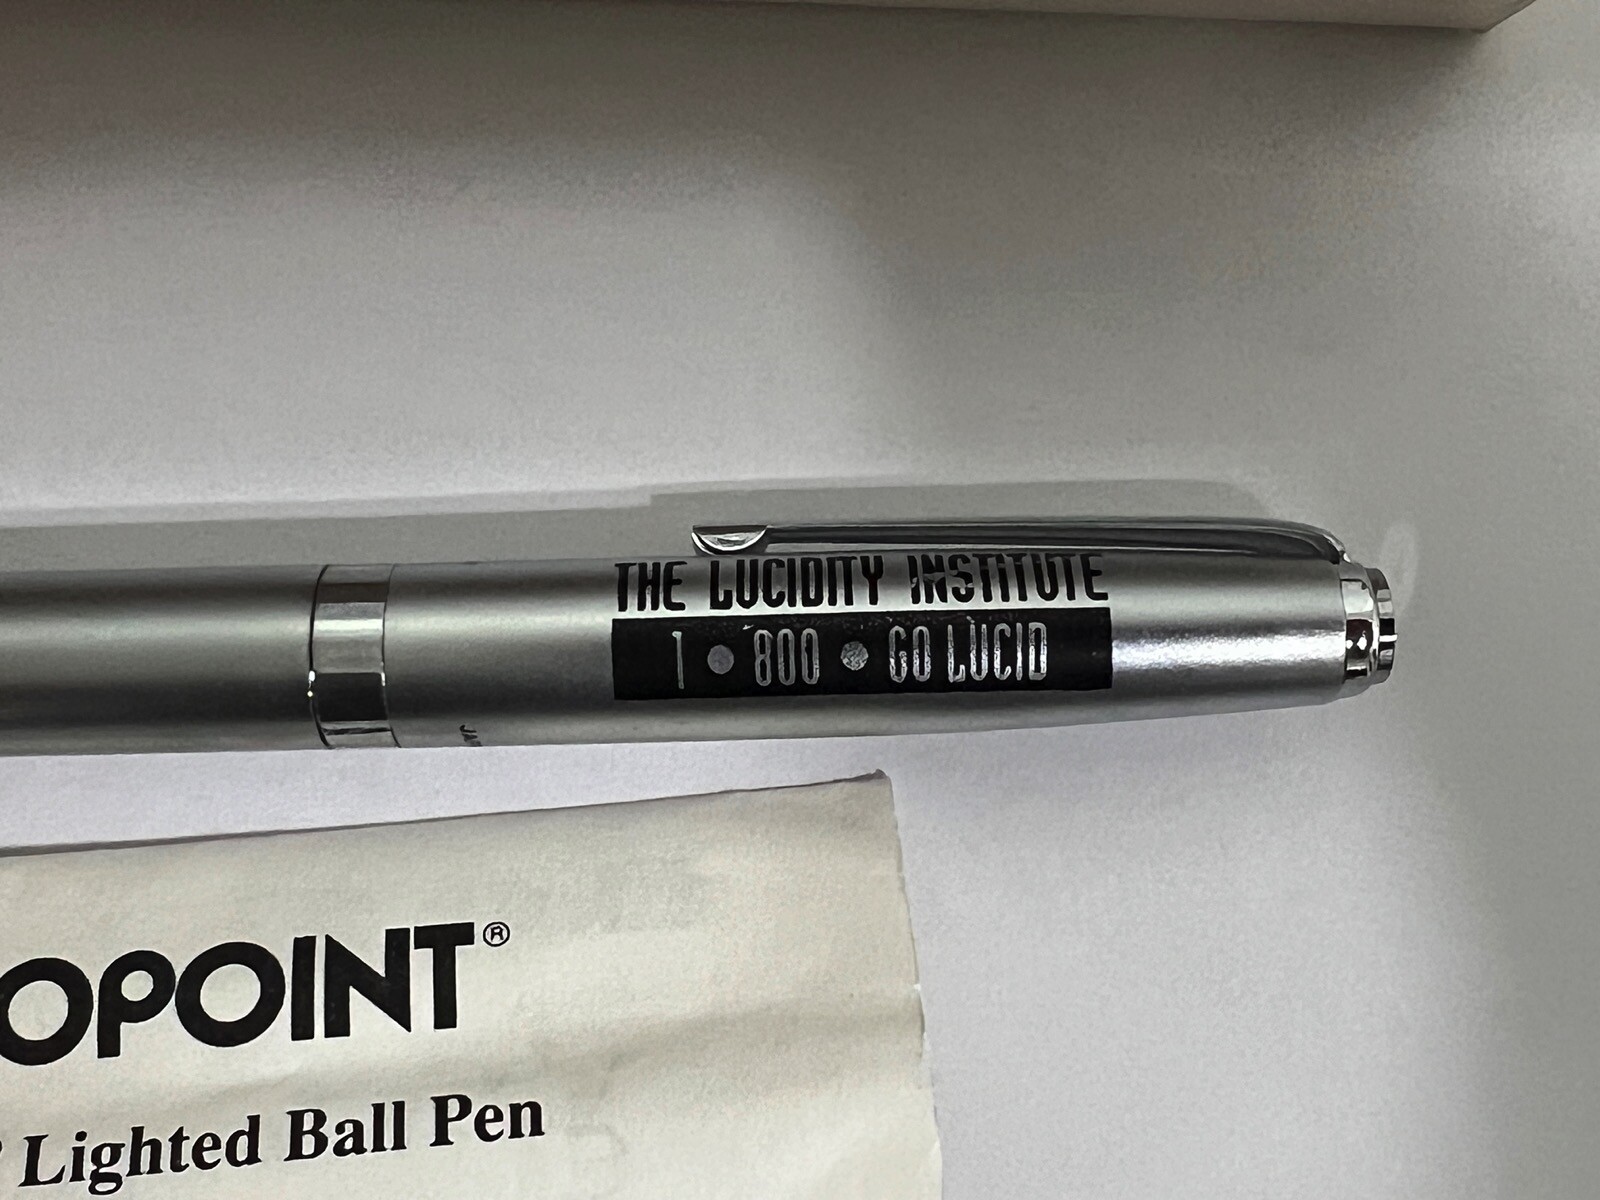 THE LUCIDITY INSTITUTE
1 • 800 • GO LUCID
OPOINT®
Lighted Ball Pen